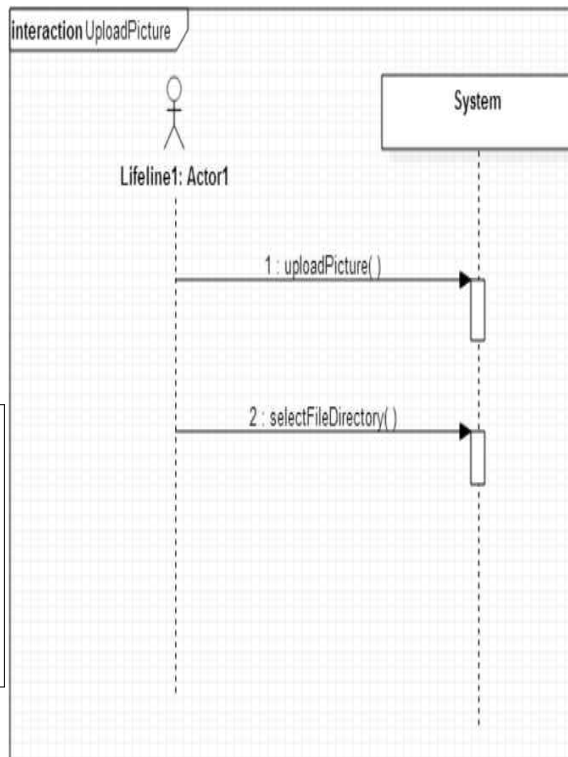 interaction UploadPicture
System
Lifeline1: Actor1
1 : uploadPicture( )
2 : selectFileDirectory( )